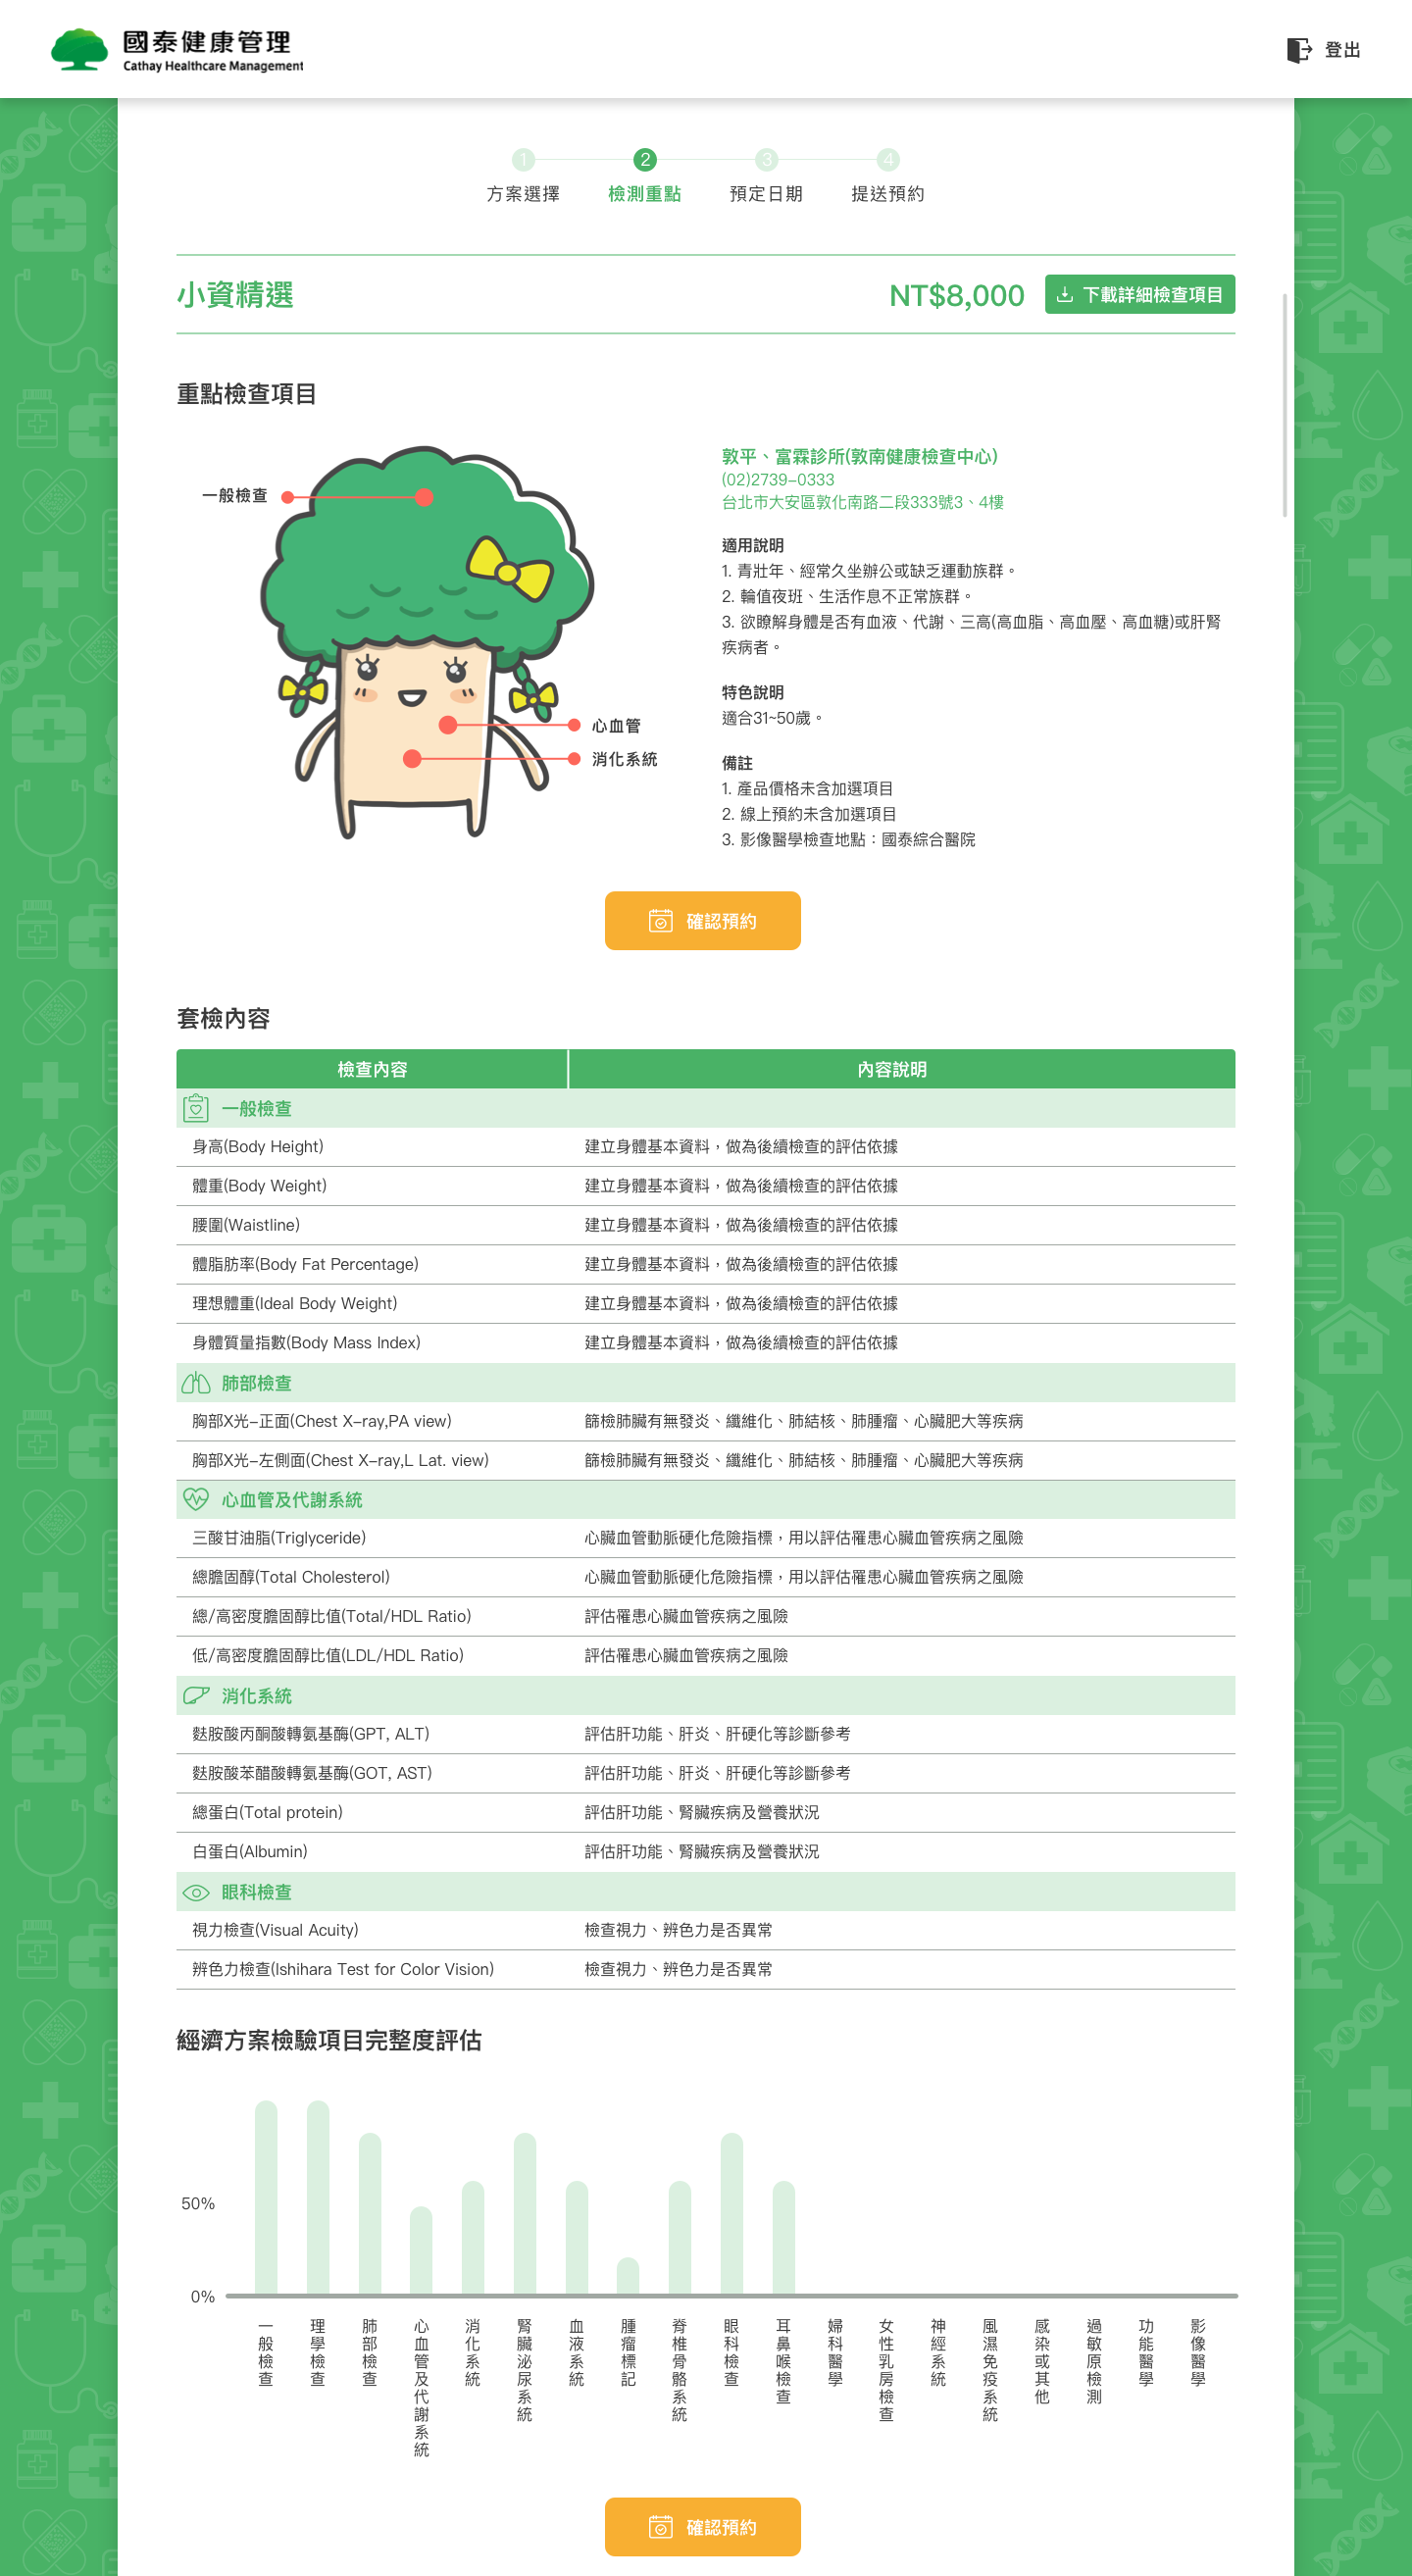 國泰健康管理
Cathay Healthcare Management
登出
1 2 3 4
方案選擇 檢測重點 預定日期 提送預約
小資精選
NT$8,000
下載詳細檢查項目
重點檢查項目
一般檢查
心血管
消化系統
敦平、富霖診所(敦南健康檢查中心)
(02)2739-0333
台北市大安區敦化南路二段333號3、4樓
適用說明
1. 青壯年、經常久坐辦公或缺乏運動族群。
2. 輪值夜班、生活作息不正常族群。
3. 欲瞭解身體是否有血液、代謝、三高(高血脂、高血壓、高血糖)或肝腎
疾病者。
特色說明
適合31~50歲。
備註
1. 產品價格未含加選項目
2. 線上預約未含加選項目
3. 影像醫學檢查地點：國泰綜合醫院
確認預約
套檢內容
檢查內容 內容說明
一般檢查
身高(Body Height) 建立身體基本資料，做為後續檢查的評估依據
體重(Body Weight) 建立身體基本資料，做為後續檢查的評估依據
腰圍(Waistline) 建立身體基本資料，做為後續檢查的評估依據
體脂肪率(Body Fat Percentage) 建立身體基本資料，做為後續檢查的評估依據
理想體重(Ideal Body Weight) 建立身體基本資料，做為後續檢查的評估依據
身體質量指數(Body Mass Index) 建立身體基本資料，做為後續檢查的評估依據
肺部檢查
胸部X光-正面(Chest X-ray,PA view) 篩檢肺臟有無發炎、纖維化、肺結核、肺腫瘤、心臟肥大等疾病
胸部X光-左側面(Chest X-ray,L Lat. view) 篩檢肺臟有無發炎、纖維化、肺結核、肺腫瘤、心臟肥大等疾病
心血管及代謝系統
三酸甘油脂(Triglyceride) 心臟血管動脈硬化危險指標，用以評估罹患心臟血管疾病之風險
總膽固醇(Total Cholesterol) 心臟血管動脈硬化危險指標，用以評估罹患心臟血管疾病之風險
總/高密度膽固醇比值(Total/HDL Ratio) 評估罹患心臟血管疾病之風險
低/高密度膽固醇比值(LDL/HDL Ratio) 評估罹患心臟血管疾病之風險
消化系統
麩胺酸丙酮酸轉氨基酶(GPT, ALT) 評估肝功能、肝炎、肝硬化等診斷參考
麩胺酸苯醋酸轉氨基酶(GOT, AST) 評估肝功能、肝炎、肝硬化等診斷參考
總蛋白(Total protein) 評估肝功能、腎臟疾病及營養狀況
白蛋白(Albumin) 評估肝功能、腎臟疾病及營養狀況
眼科檢查
視力檢查(Visual Acuity) 檢查視力、辨色力是否異常
辨色力檢查(Ishihara Test for Color Vision) 檢查視力、辨色力是否異常
經濟方案檢驗項目完整度評估
50%
0%
一般檢查
理學檢查
肺部檢查
心血管及代謝系統
消化系統
腎臟泌尿系統
血液系統
腫瘤標記
脊椎骨骼系統
眼科檢查
耳鼻喉檢查
婦科醫學
女性乳房檢查
神經系統
風濕免疫系統
感染或其他
過敏原檢測
功能醫學
影像醫學
確認預約